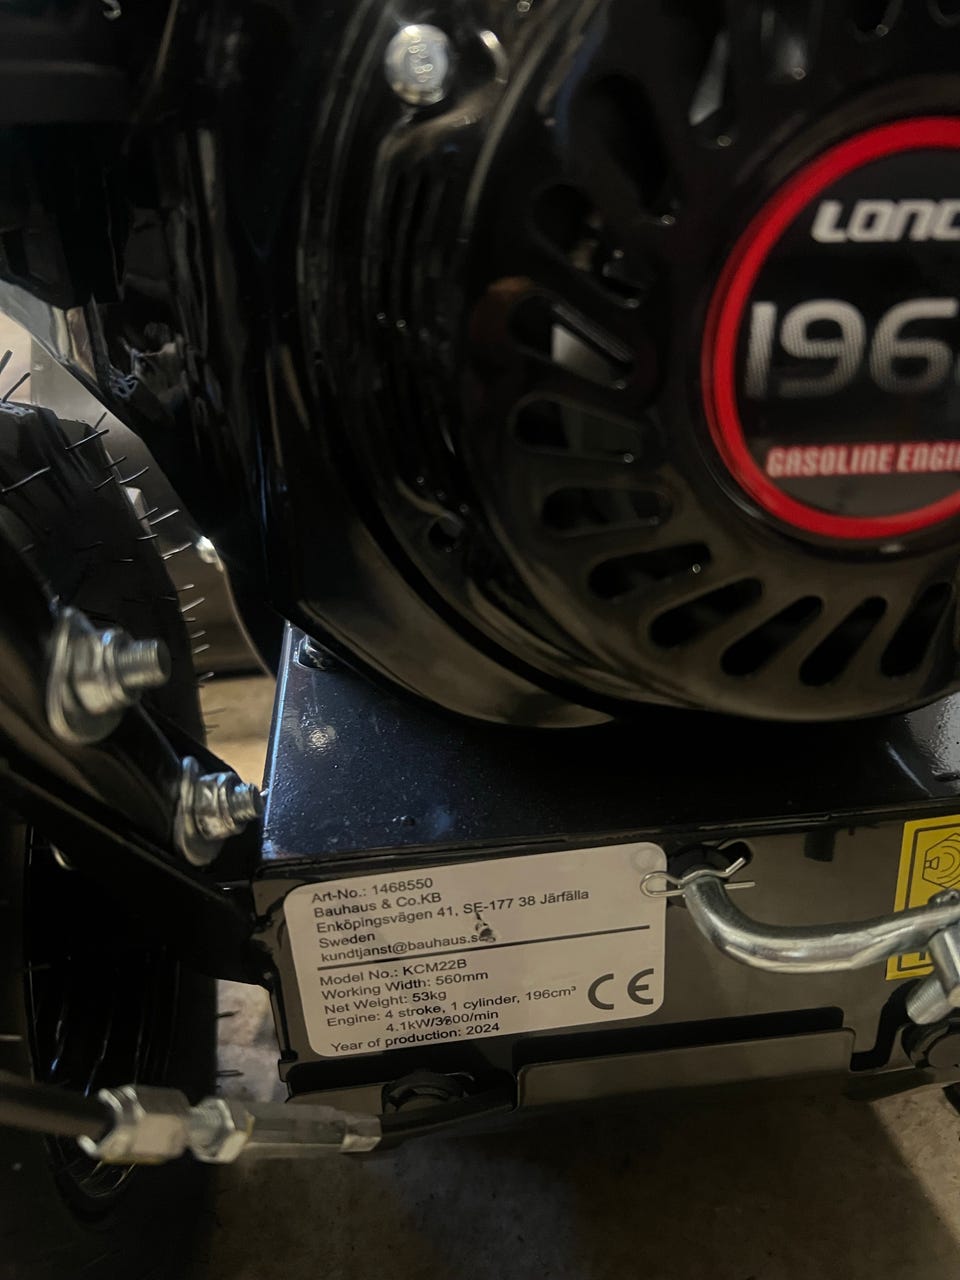 LONC
196
GASOLINE ENGI
Art-No.: 1468550
Bauhaus & Co.KB
Enköpingsvägen 41, SE-177 38 Järfälla
Sweden
kundtjanst@bauhaus.se
Model No.: KCM22B
Working Width: 560mm
Net Weight: 53kg
Engine: 4 stroke, 1 cylinder, 196cm³
4.1kW/3600/min
Year of production: 2024
CE